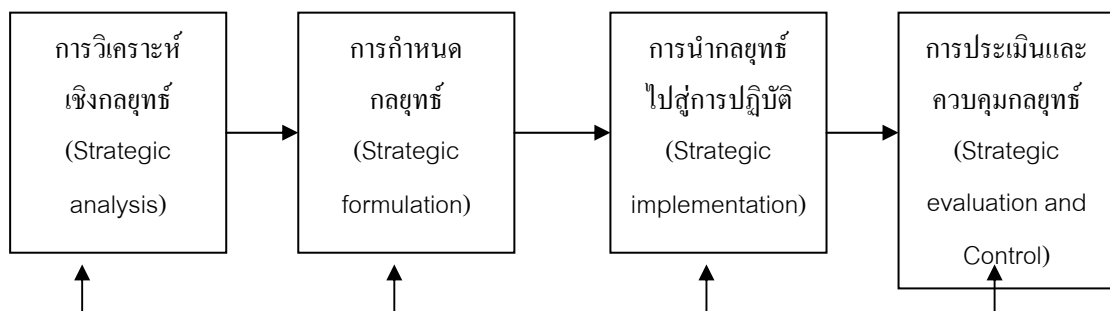 การวิเคราะห์
เชิงกลยุทธ์
(Strategic
analysis)
การกำหนด
กลยุทธ์
(Strategic
formulation)
การนำกลยุทธ์
ไปสู่การปฏิบัติ
(Strategic
implementation)
การประเมินและ
ควบคุมกลยุทธ์
(Strategic
evaluation and
Control)